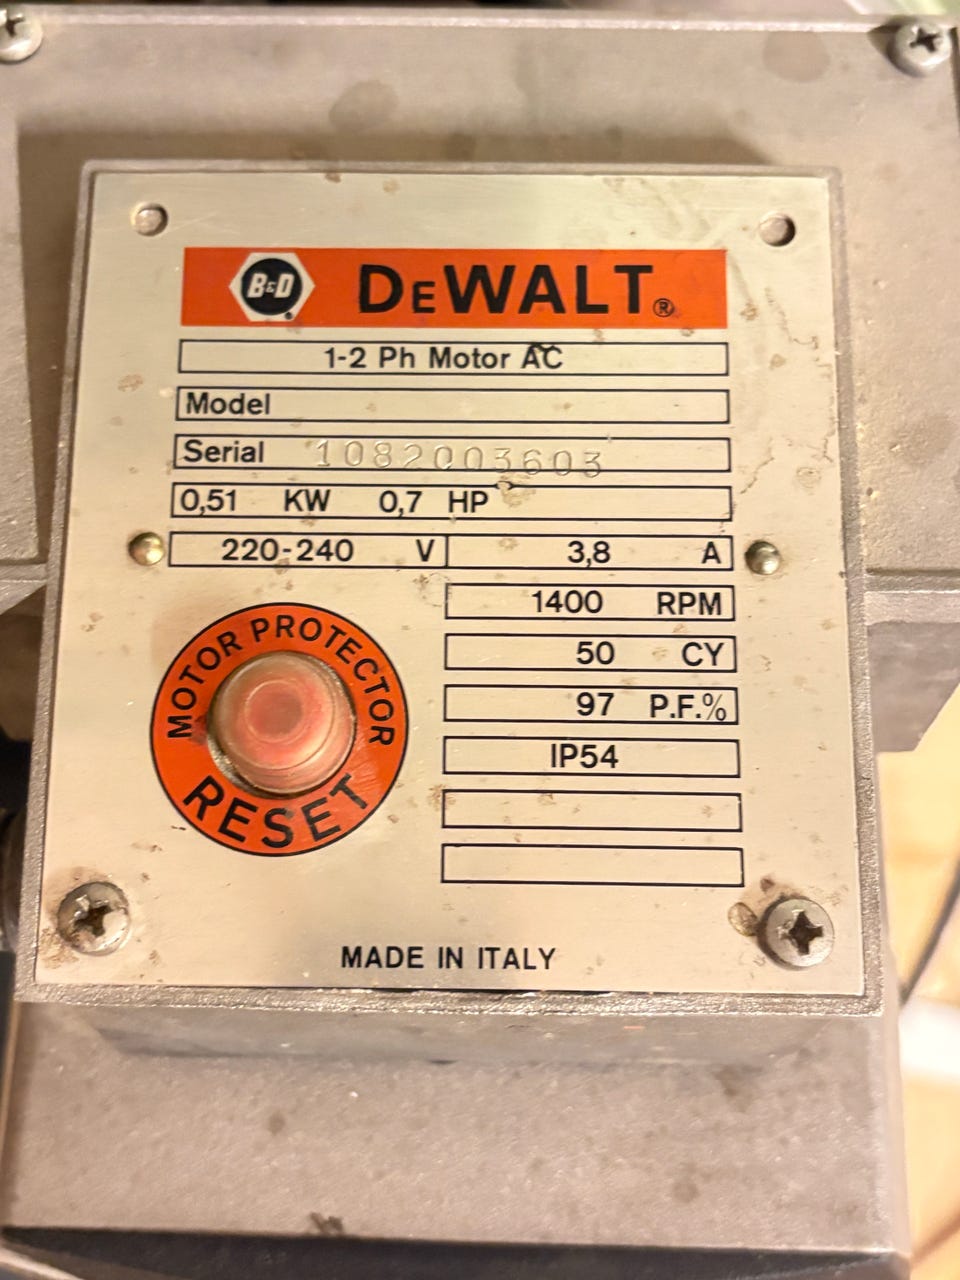 B&D DeWALT®
1-2 Ph Motor AC
Model
Serial 1082003603
0,51 KW 0,7 HP
220-240 V 3,8 A
1400 RPM
50 CY
97 P.F.%
IP54
MOTOR PROTECTOR
RESET
MADE IN ITALY